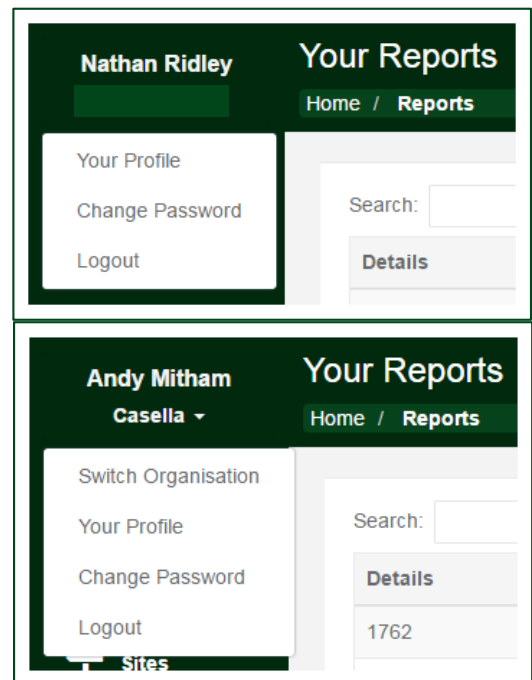 Nathan Ridley
Your Reports
Home / Reports
Your Profile
Change Password
Logout
Search:
Details
Andy Mitham
Casella
Your Reports
Home / Reports
Switch Organisation
Your Profile
Change Password
Logout
Sites
Search:
Details
1762